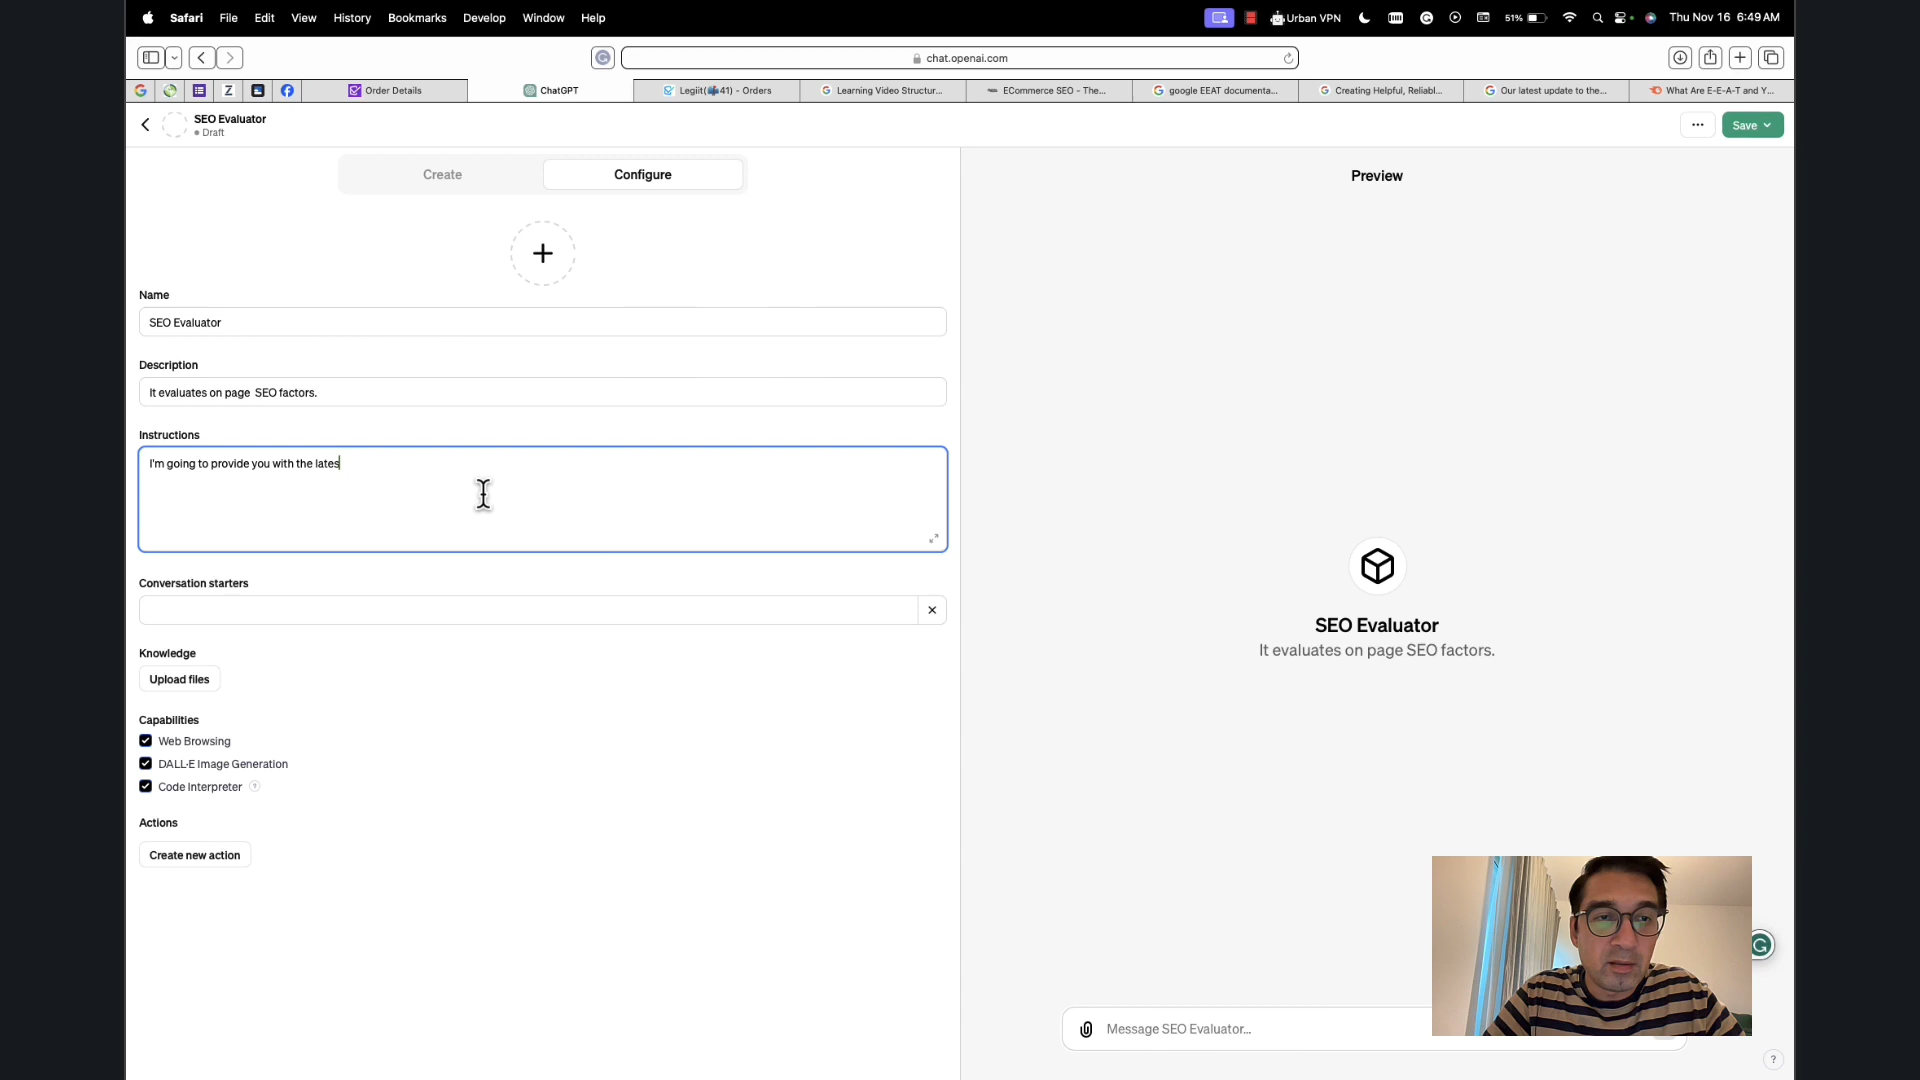 Safari File Edit View History Bookmarks Develop Window Help
Urban VPN 51% Thu Nov 16 6:49 AM
chat.openai.com
Order Details
ChatGPT
Legiit(41) - Orders
Learning Video Structur...
ECommerce SEO - The...
google EEAT documenta...
Creating Helpful, Reliabl...
Our latest update to the...
What Are E-E-A-T and Y...
SEO Evaluator
Draft
Save
Create
Configure
Preview
Name
SEO Evaluator
Description
It evaluates on page  SEO factors.
Instructions
I'm going to provide you with the lates
Conversation starters
Knowledge
Upload files
Capabilities
Web Browsing
DALL·E Image Generation
Code Interpreter ?
Actions
Create new action
SEO Evaluator
It evaluates on page SEO factors.
Message SEO Evaluator...
?